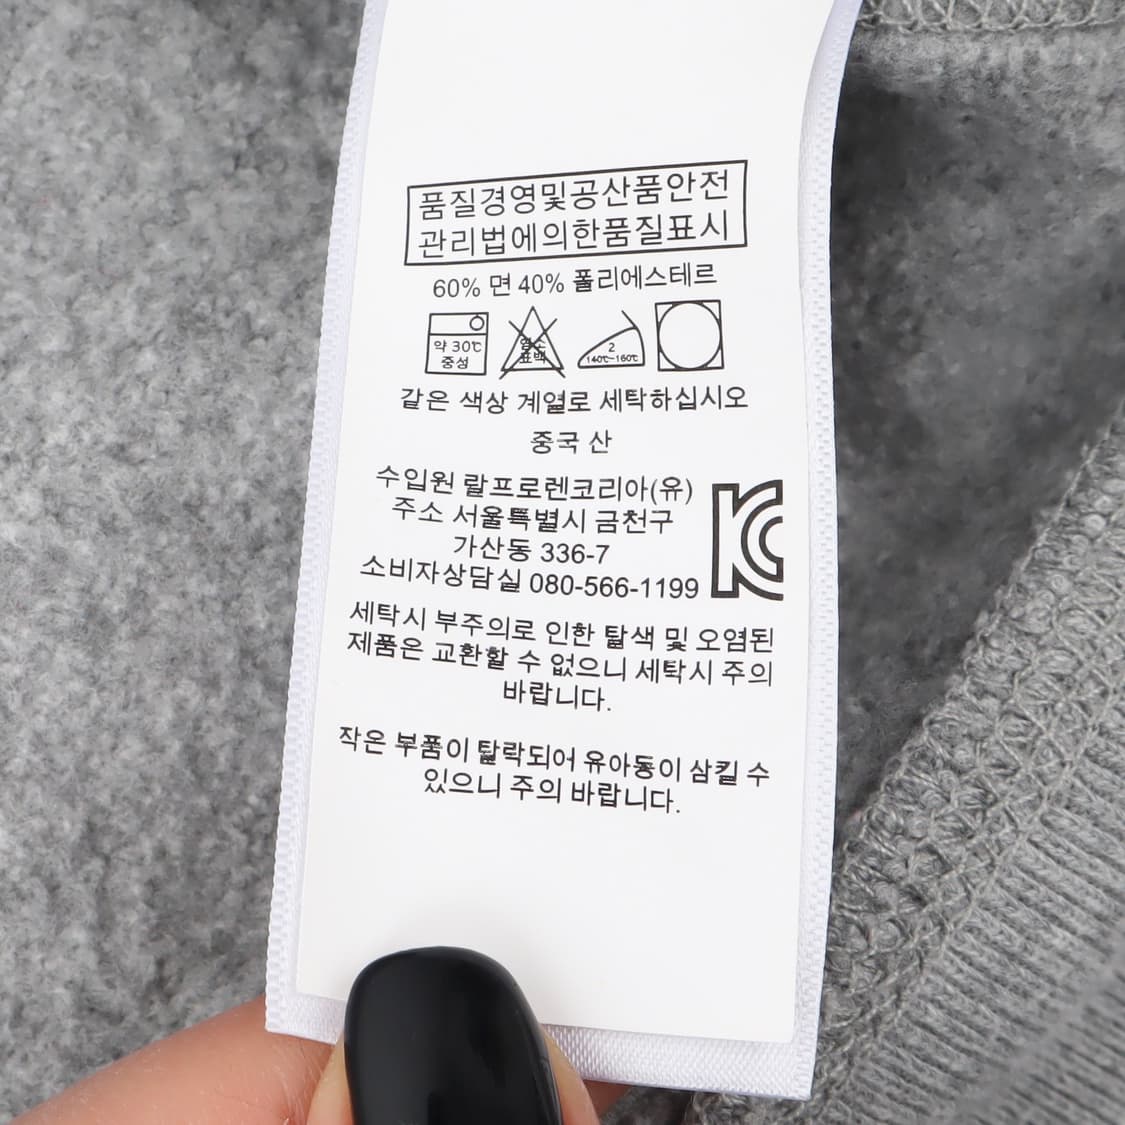 품질경영및공산품안전
관리법에의한품질표시
60% 면 40% 폴리에스테르
약 30℃
중성
염소
표백
2
140℃~160℃
같은 색상 계열로 세탁하십시오
중국 산
수입원 랄프로렌코리아(유)
주소 서울특별시 금천구
가산동 336-7
소비자상담실 080-566-1199
세탁시 부주의로 인한 탈색 및 오염된
제품은 교환할 수 없으니 세탁시 주의
바랍니다.
작은 부품이 탈락되어 유아동이 삼킬 수
있으니 주의 바랍니다.